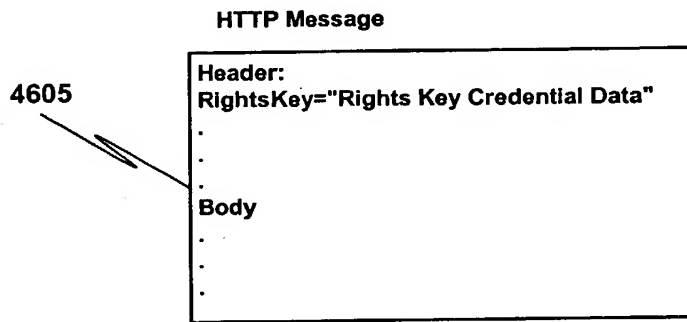 HTTP Message
4605
Header:
RightsKey="Rights Key Credential Data"
.
.
.
Body
.
.
.